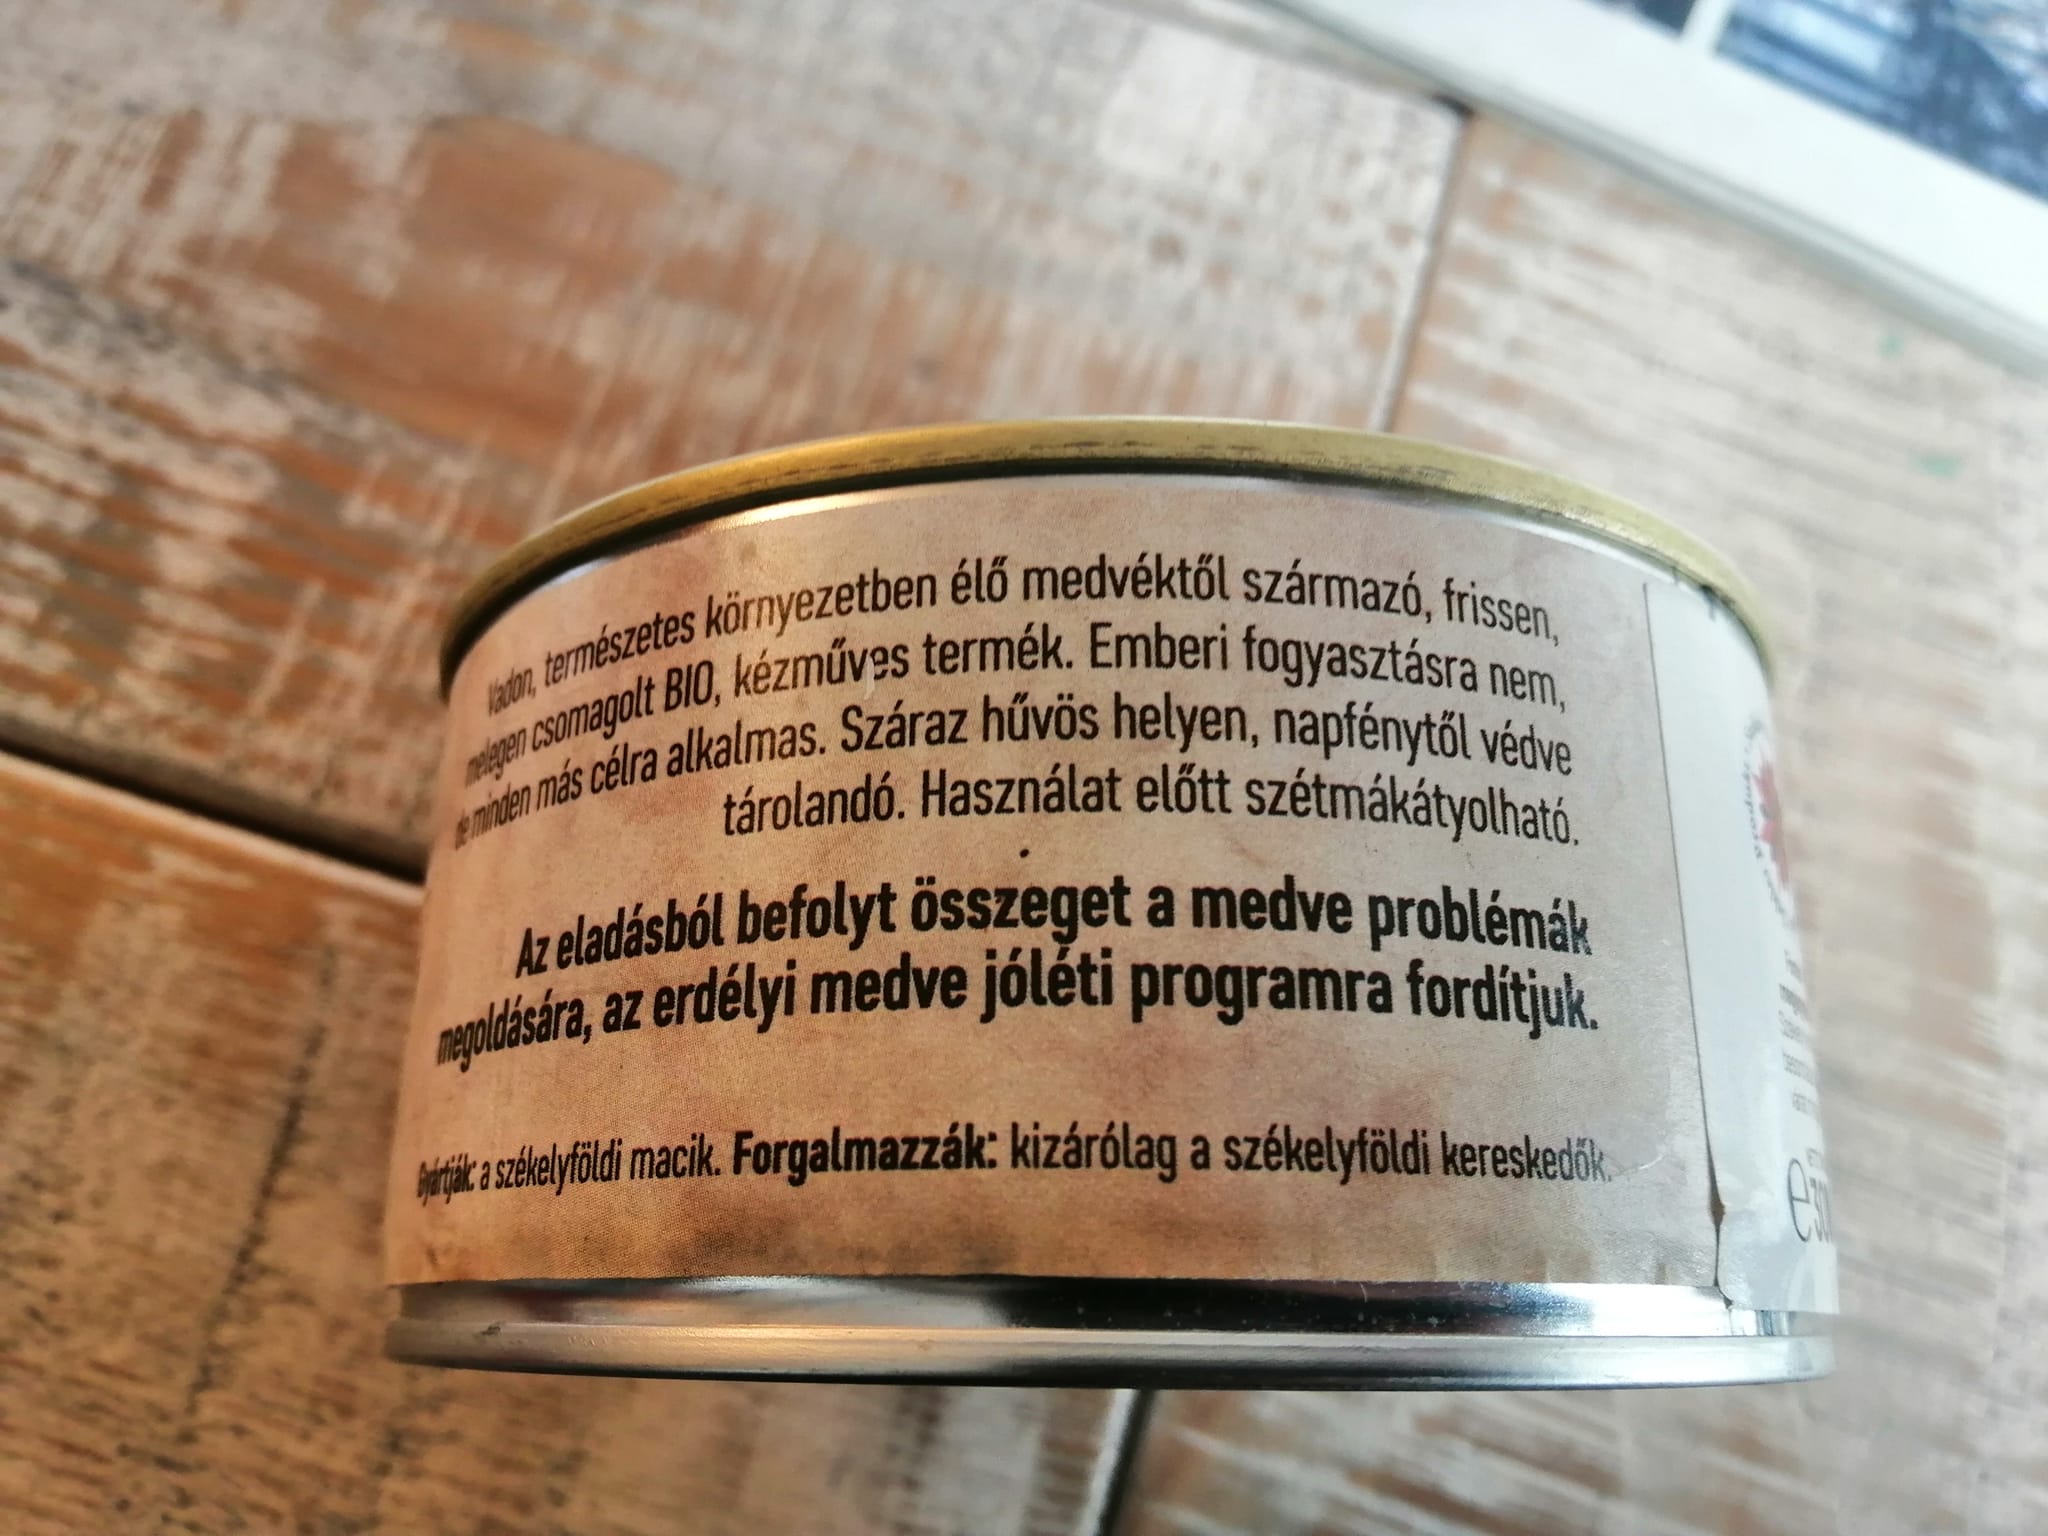 Vadon, természetes környezetben élő medvéktől származó, frissen,
melegen csomagolt BIO, kézműves termék. Emberi fogyasztásra nem,
de minden más célra alkalmas. Száraz hűvös helyen, napfénytől védve
tárolandó. Használat előtt szétmákátyolható.
Az eladásból befolyt összeget a medve problémák
megoldására, az erdélyi medve jóléti programra fordítjuk.
Gyártják: a székelyföldi macik. Forgalmazzák: kizárólag a székelyföldi kereskedők.